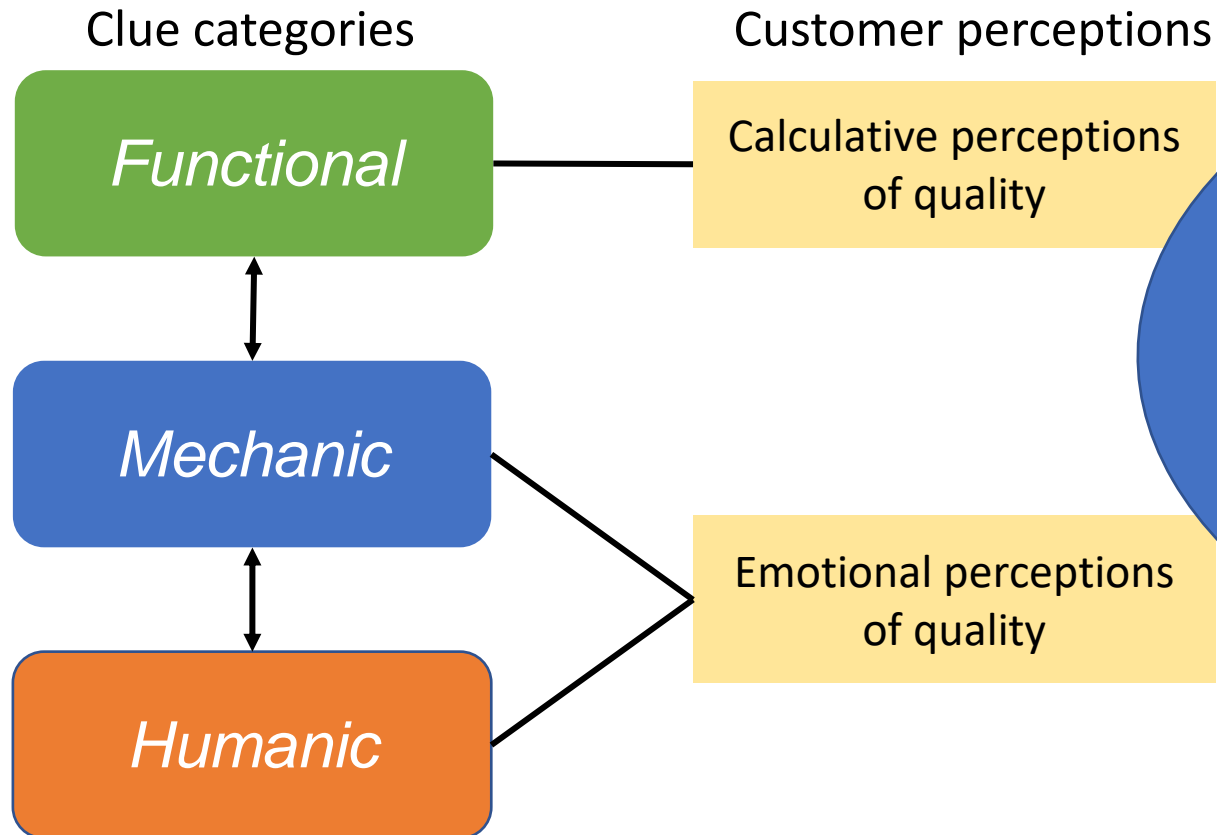 Clue categories
Customer perceptions
Functional
Calculative perceptions
of quality
Mechanic
Emotional perceptions
of quality
Humanic